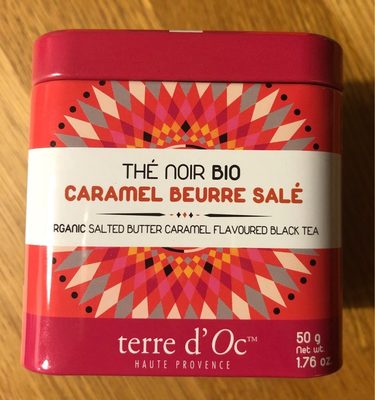 THÉ NOIR BIO
CARAMEL BEURRE SALÉ
RGANIC SALTED BUTTER CARAMEL FLAVOURED BLACK TEA
terre d'Oc™
HAUTE PROVENCE
50 g
Net wt.
1.76 oz.